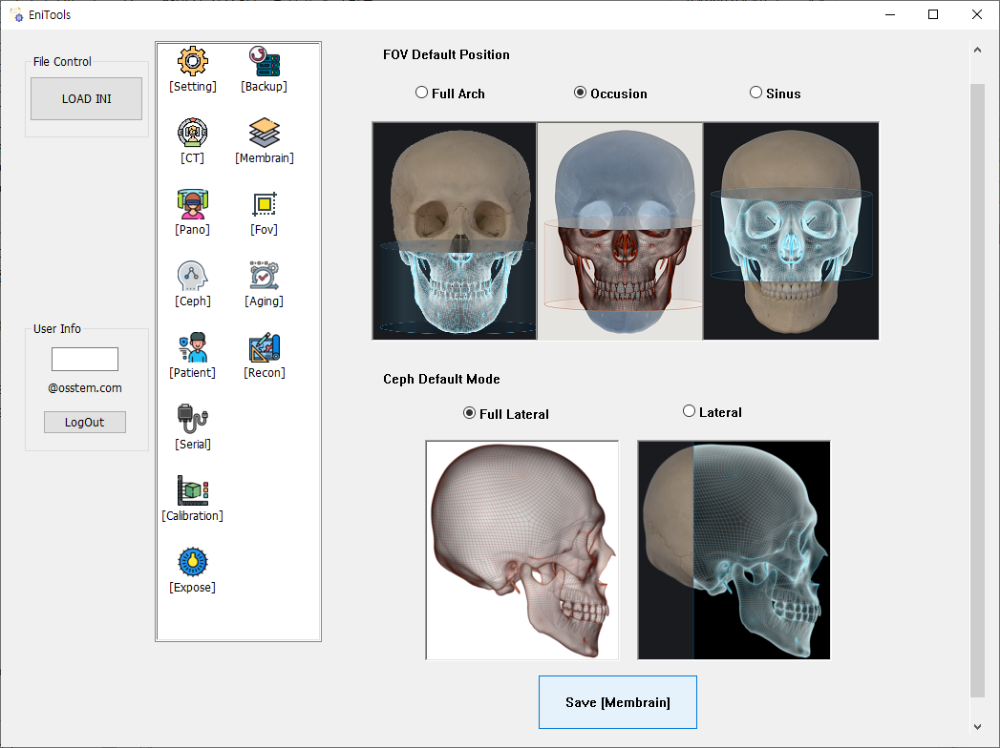 EniTools
File Control
LOAD INI
User Info
@osstem.com
LogOut
[Setting] [Backup]
[CT] [Membrain]
[Pano] [Fov]
[Ceph] [Aging]
[Patient] [Recon]
[Serial]
[Calibration]
[Expose]
FOV Default Position
Full Arch Occusion Sinus
Ceph Default Mode
Full Lateral Lateral
Save [Membrain]